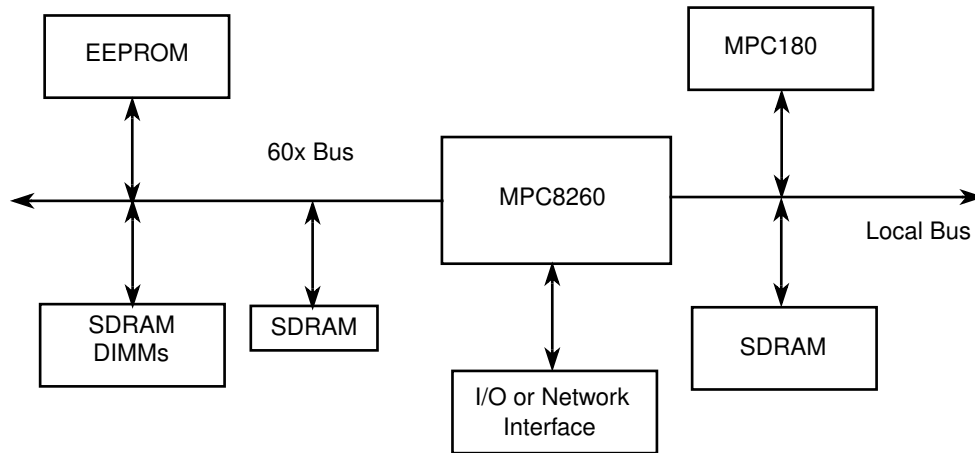 EEPROM
MPC180
60x Bus
MPC8260
Local Bus
SDRAM
DIMMs
SDRAM
SDRAM
I/O or Network
Interface